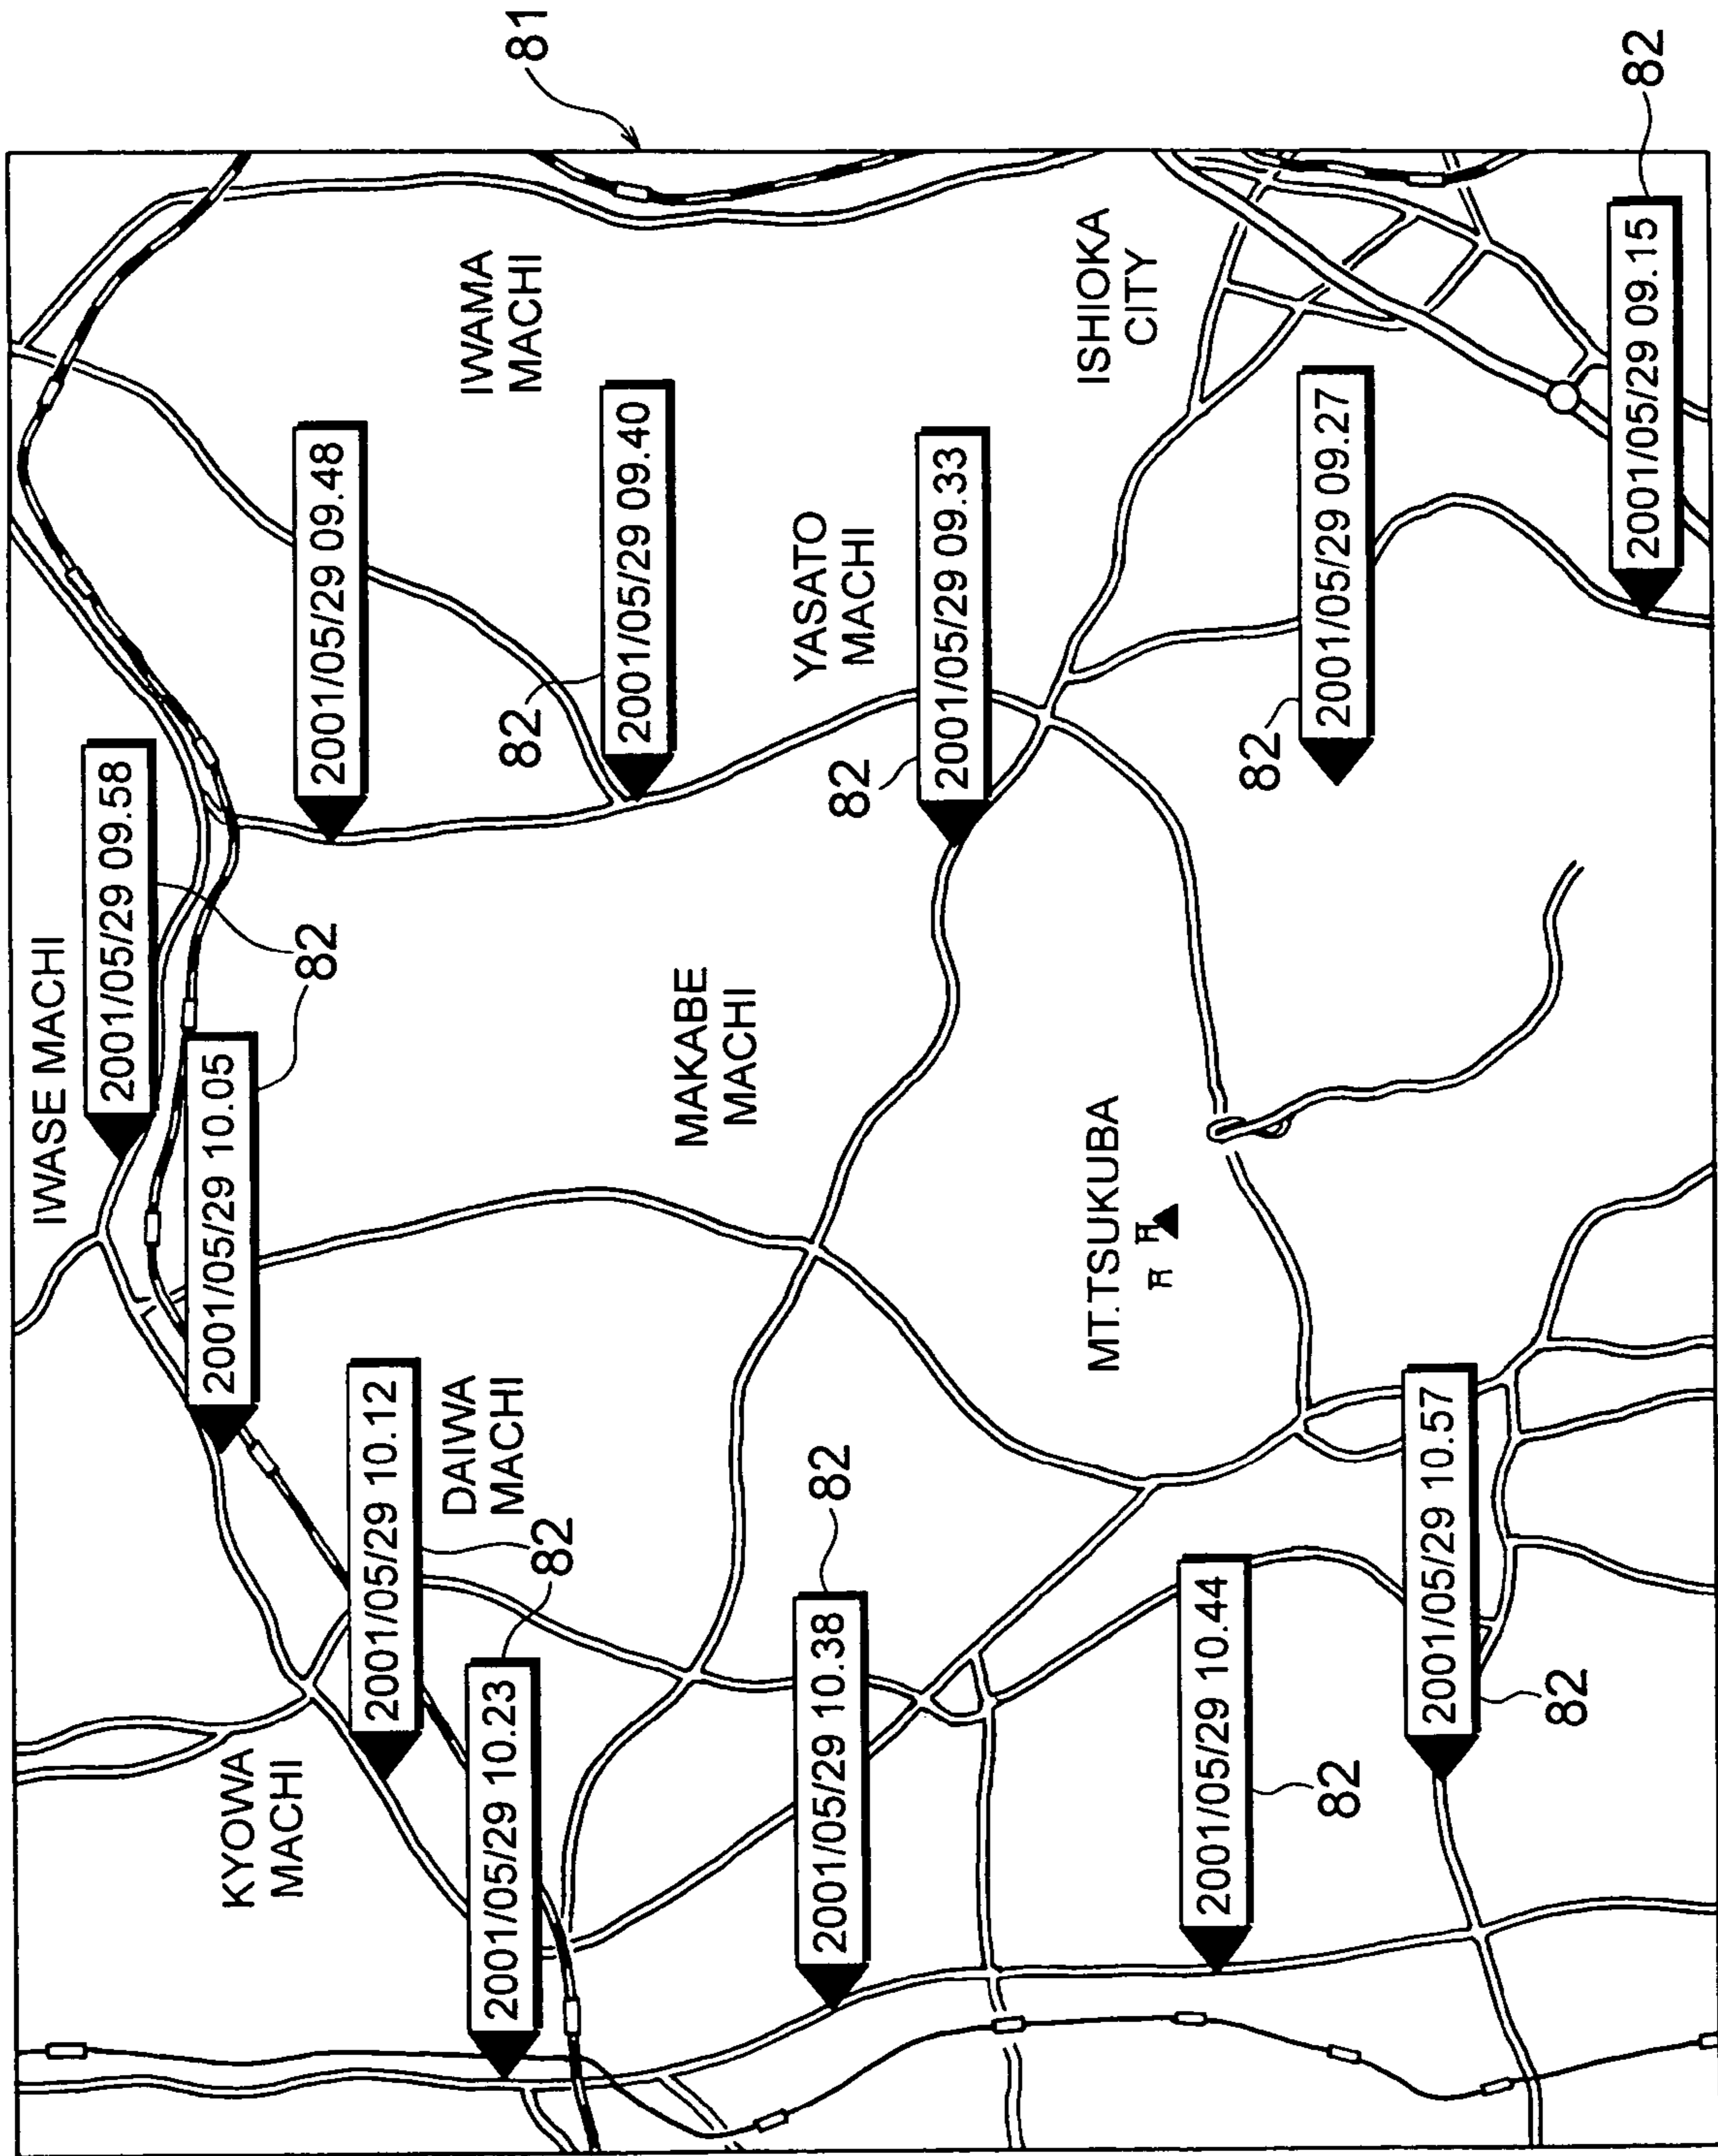 IWASE MACHI
2001/05/29 09.58
2001/05/29 10.05
KYOWA
MACHI
82
2001/05/29 09.48
2001/05/29 10.12
DAIWA
MACHI
IWAMA
MACHI
81
2001/05/29 10.23
82
82
2001/05/29 09.40
MAKABE
MACHI
YASATO
MACHI
2001/05/29 10.38
82
82
2001/05/29 09.33
MT.TSUKUBA
ISHIOKA
CITY
2001/05/29 10.44
82
82
2001/05/29 09.27
2001/05/29 10.57
82
2001/05/29 09.15
82